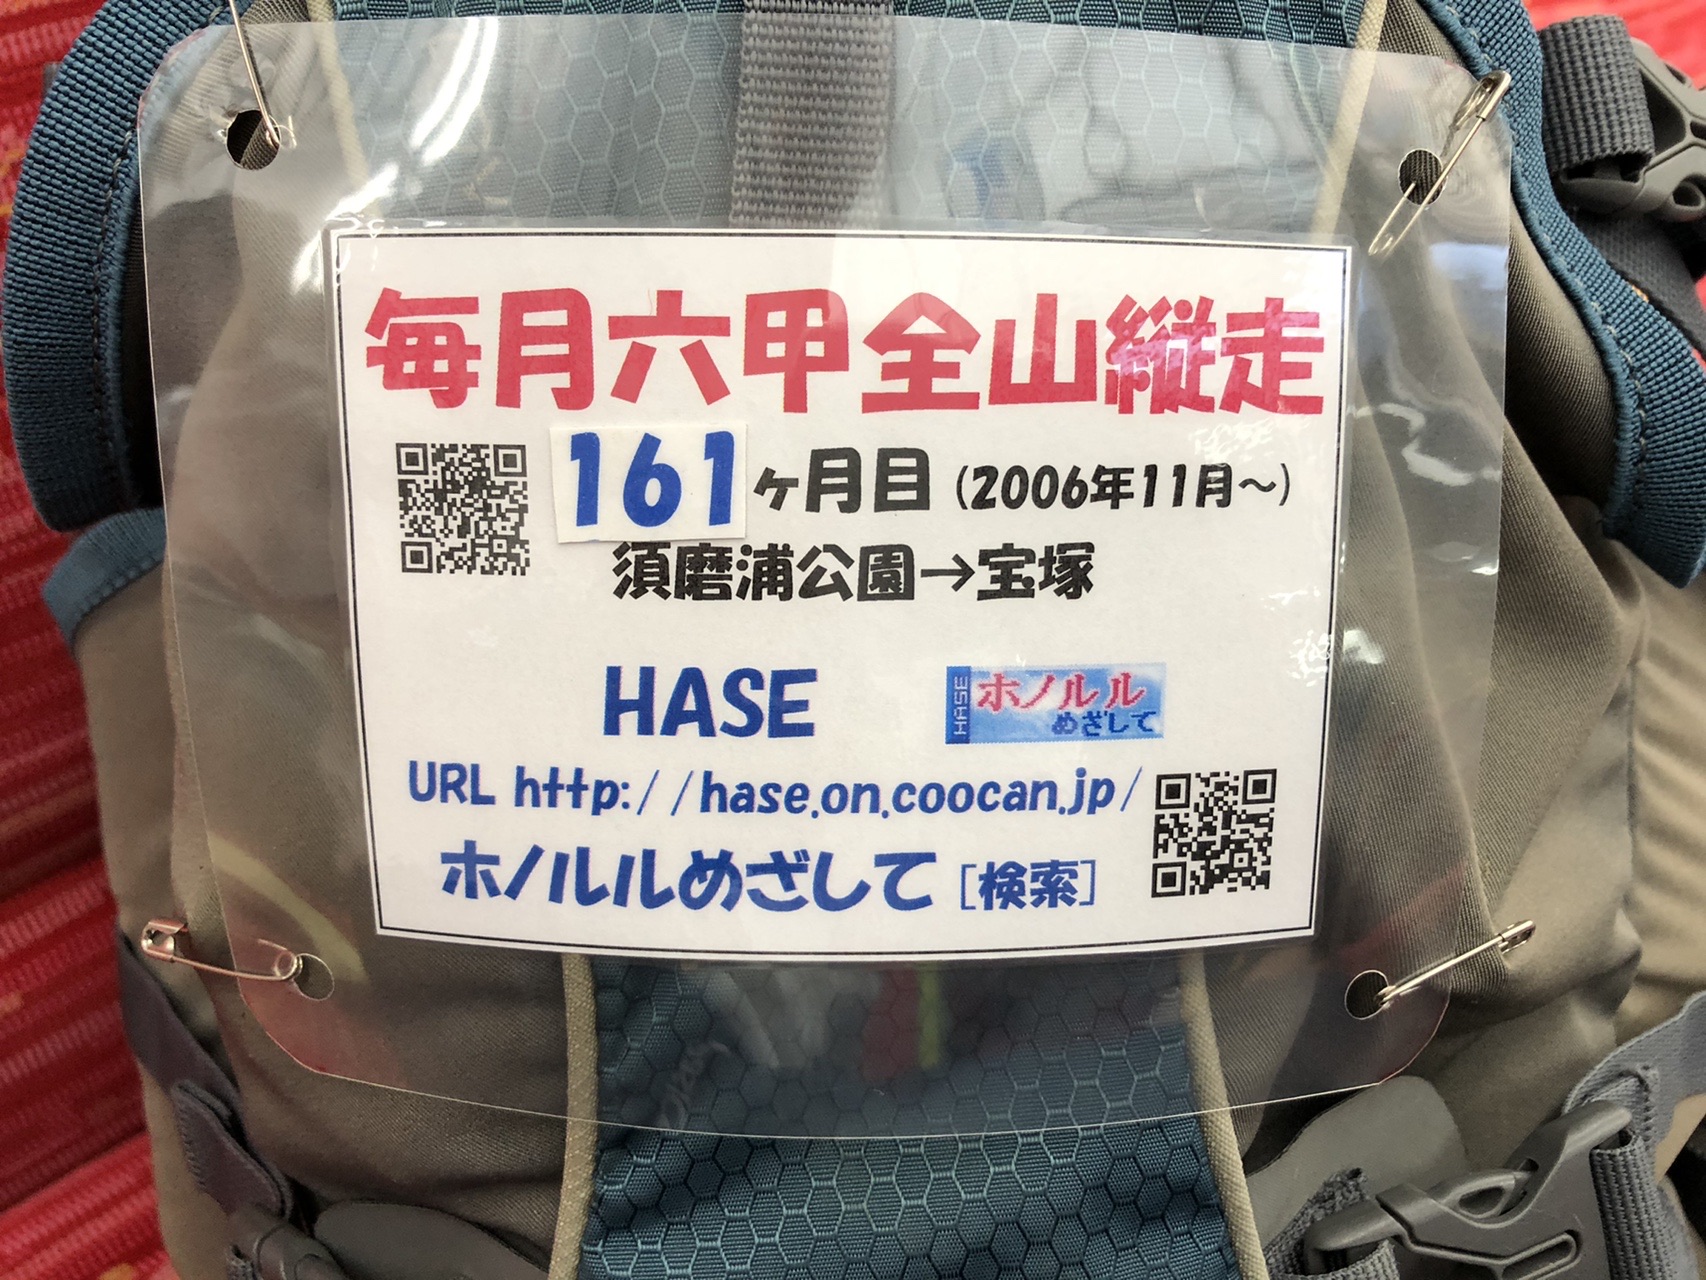 毎月六甲全山縦走
161ヶ月目 (2006年11月～)
須磨浦公園→宝塚
HASE
HASE ホノルル
めざして
URL http://hase.on.coocan.jp/
ホノルルめざして [検索]